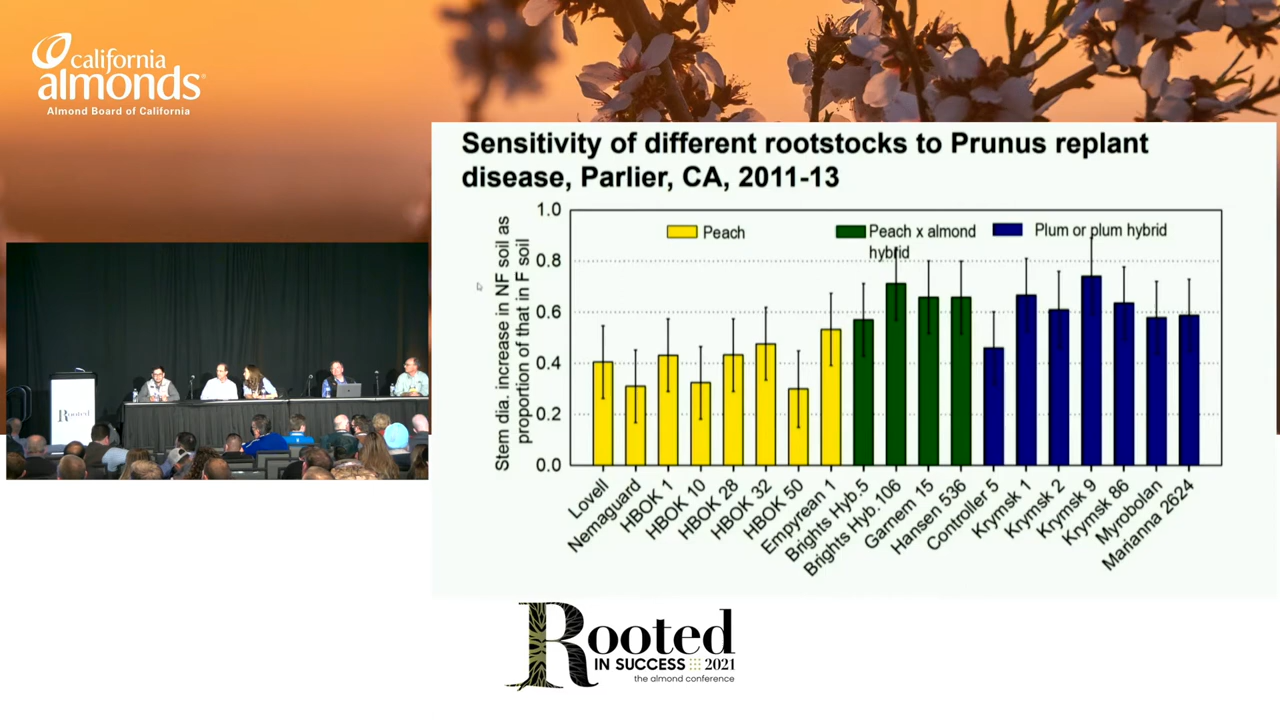 california
almonds®
Almond Board of California
Sensitivity of different rootstocks to Prunus replant
disease, Parlier, CA, 2011-13
Stem dia. increase in NF soil as
proportion of that in F soil
1.0
0.8
0.6
0.4
0.2
0.0
Peach
Peach x almond
hybrid
Plum or plum hybrid
Lovell
Nemaguard
HBOK 1
HBOK 10
HBOK 28
HBOK 32
HBOK 50
Empyrean 1
Brights Hyb.5
Brights Hyb.106
Garnem 15
Hansen 536
Controller 5
Krymsk 1
Krymsk 2
Krymsk 9
Krymsk 86
Myrobolan
Marianna 2624
Rooted
Rooted
IN SUCCESS 2021
the almond conference